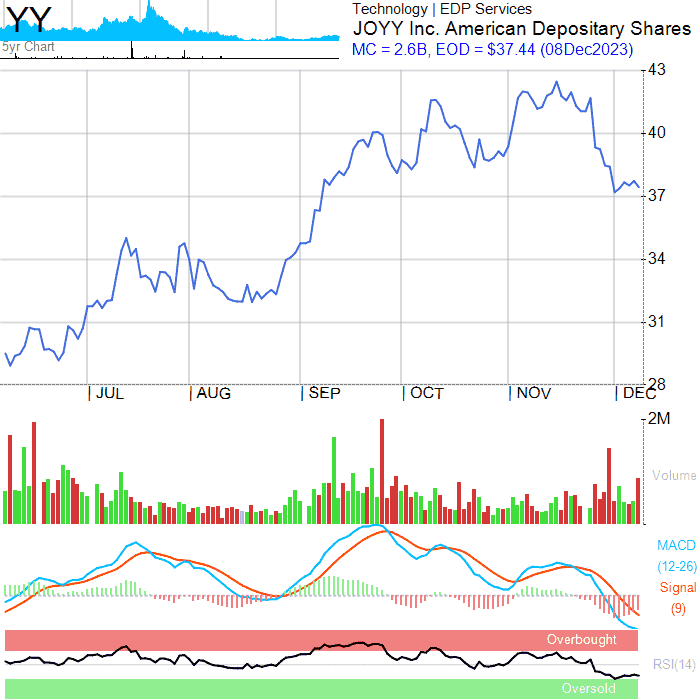 YY
5yr Chart
Technology | EDP Services
JOYY Inc. American Depositary Shares
MC = 2.6B, EOD = $37.44 (08Dec2023)
43
40
37
34
31
28
JUL
AUG
SEP
OCT
NOV
DEC
2M
Volume
MACD
(12-26)
Signal
(9)
Overbought
RSI(14)
Oversold